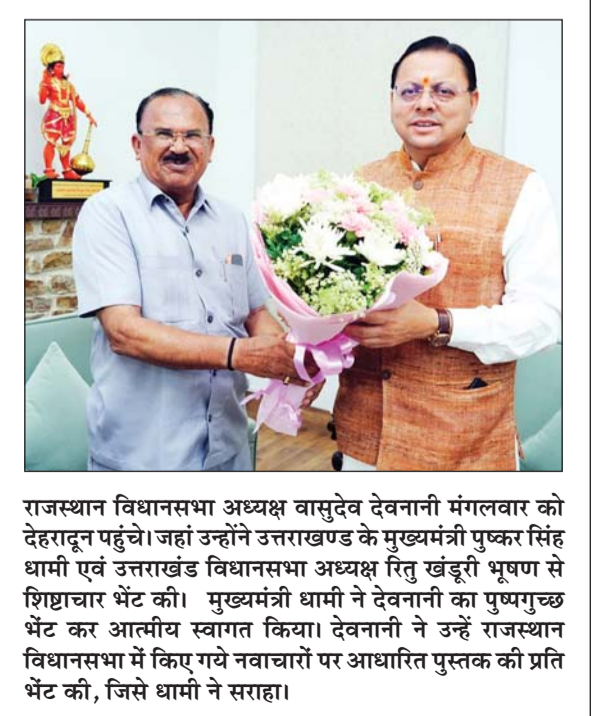 राजस्थान विधानसभा अध्यक्ष वासुदेव देवनानी मंगलवार को
देहरादून पहुंचे। जहां उन्होंने उत्तराखण्ड के मुख्यमंत्री पुष्कर सिंह
धामी एवं उत्तराखंड विधानसभा अध्यक्ष रितु खंडूरी भूषण से
शिष्टाचार भेंट की। मुख्यमंत्री धामी ने देवनानी का पुष्पगुच्छ
भेंट कर आत्मीय स्वागत किया। देवनानी ने उन्हें राजस्थान
विधानसभा में किए गये नवाचारों पर आधारित पुस्तक की प्रति
भेंट की, जिसे धामी ने सराहा।